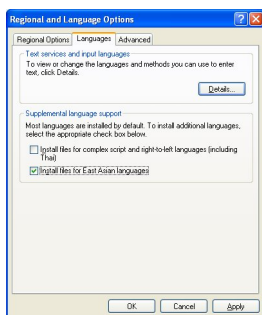 Regional and Language Options
Regional Options Languages Advanced
Text services and input languages
To view or change the languages and methods you can use to enter
text, click Details.
Details...
Supplemental language support
Most languages are installed by default. To install additional languages,
select the appropriate check box below.
Install files for complex script and right-to-left languages (including
Thai)
Install files for East Asian languages
OK Cancel Apply